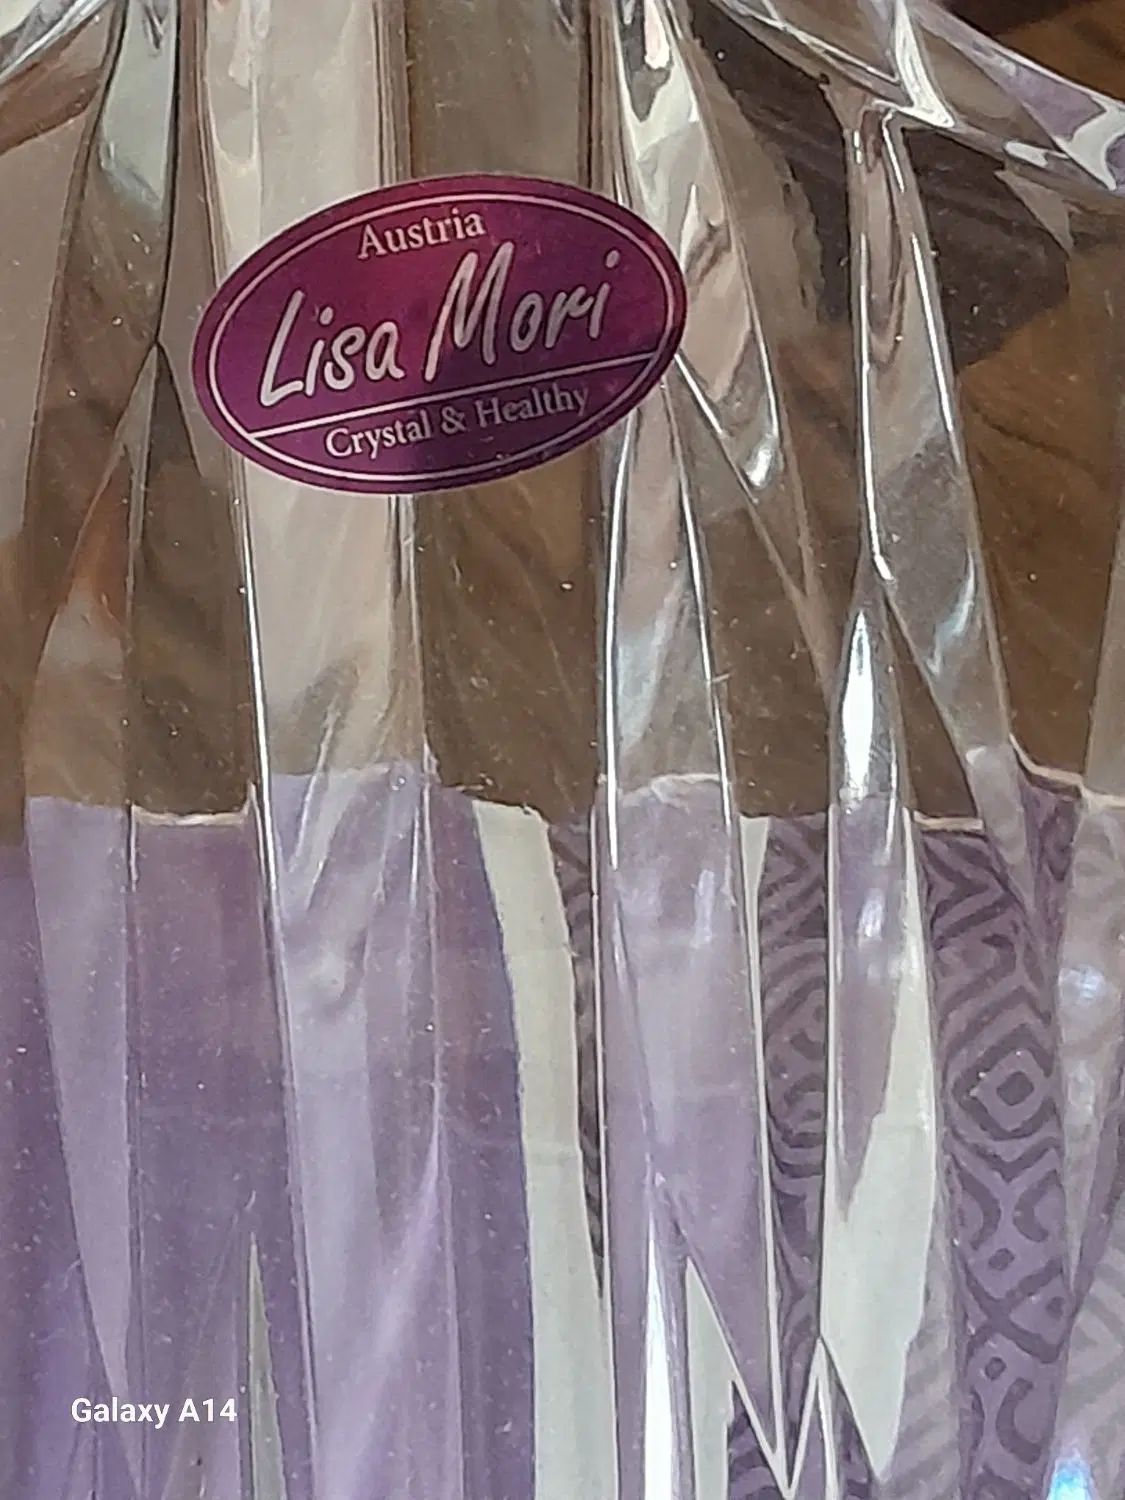 Austria
Lisa Mori
Crystal & Healthy
Galaxy A14